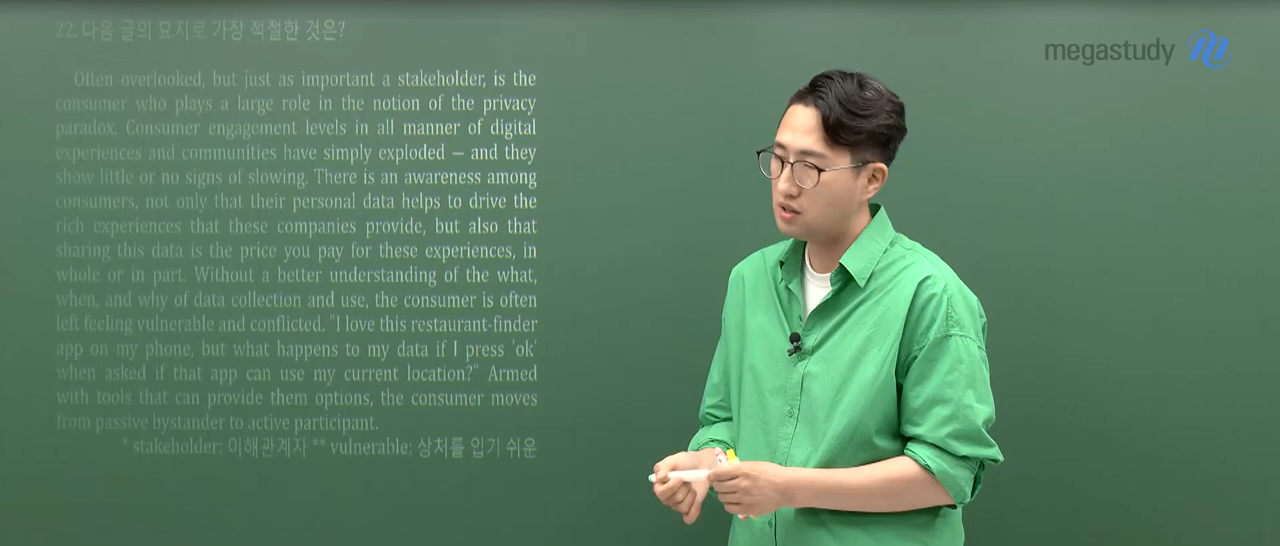 22. 다음 글의 요지로 가장 적절한 것은?
megastudy
Often overlooked, but just as important a stakeholder, is the
consumer who plays a large role in the notion of the privacy
paradox. Consumer engagement levels in all manner of digital
experiences and communities have simply exploded — and they
show little or no signs of slowing. There is an awareness among
consumers, not only that their personal data helps to drive the
rich experiences that these companies provide, but also that
sharing this data is the price you pay for these experiences, in
whole or in part. Without a better understanding of the what,
when, and why of data collection and use, the consumer is often
left feeling vulnerable and conflicted. "I love this restaurant-finder
app on my phone, but what happens to my data if I press 'ok'
when asked if that app can use my current location?" Armed
with tools that can provide them options, the consumer moves
from passive bystander to active participant.
* stakeholder: 이해관계자 ** vulnerable: 상처를 입기 쉬운